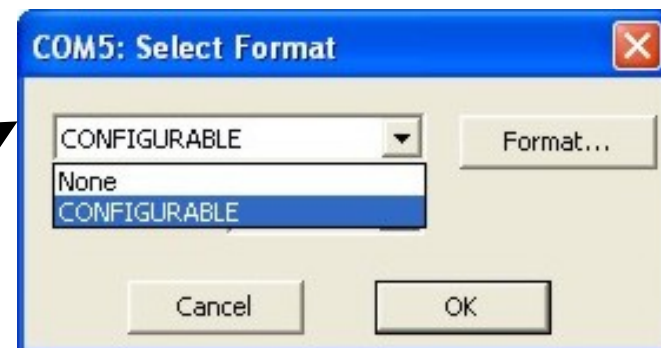 COM5: Select Format
CONFIGURABLE
Format...
None
CONFIGURABLE
Cancel
OK